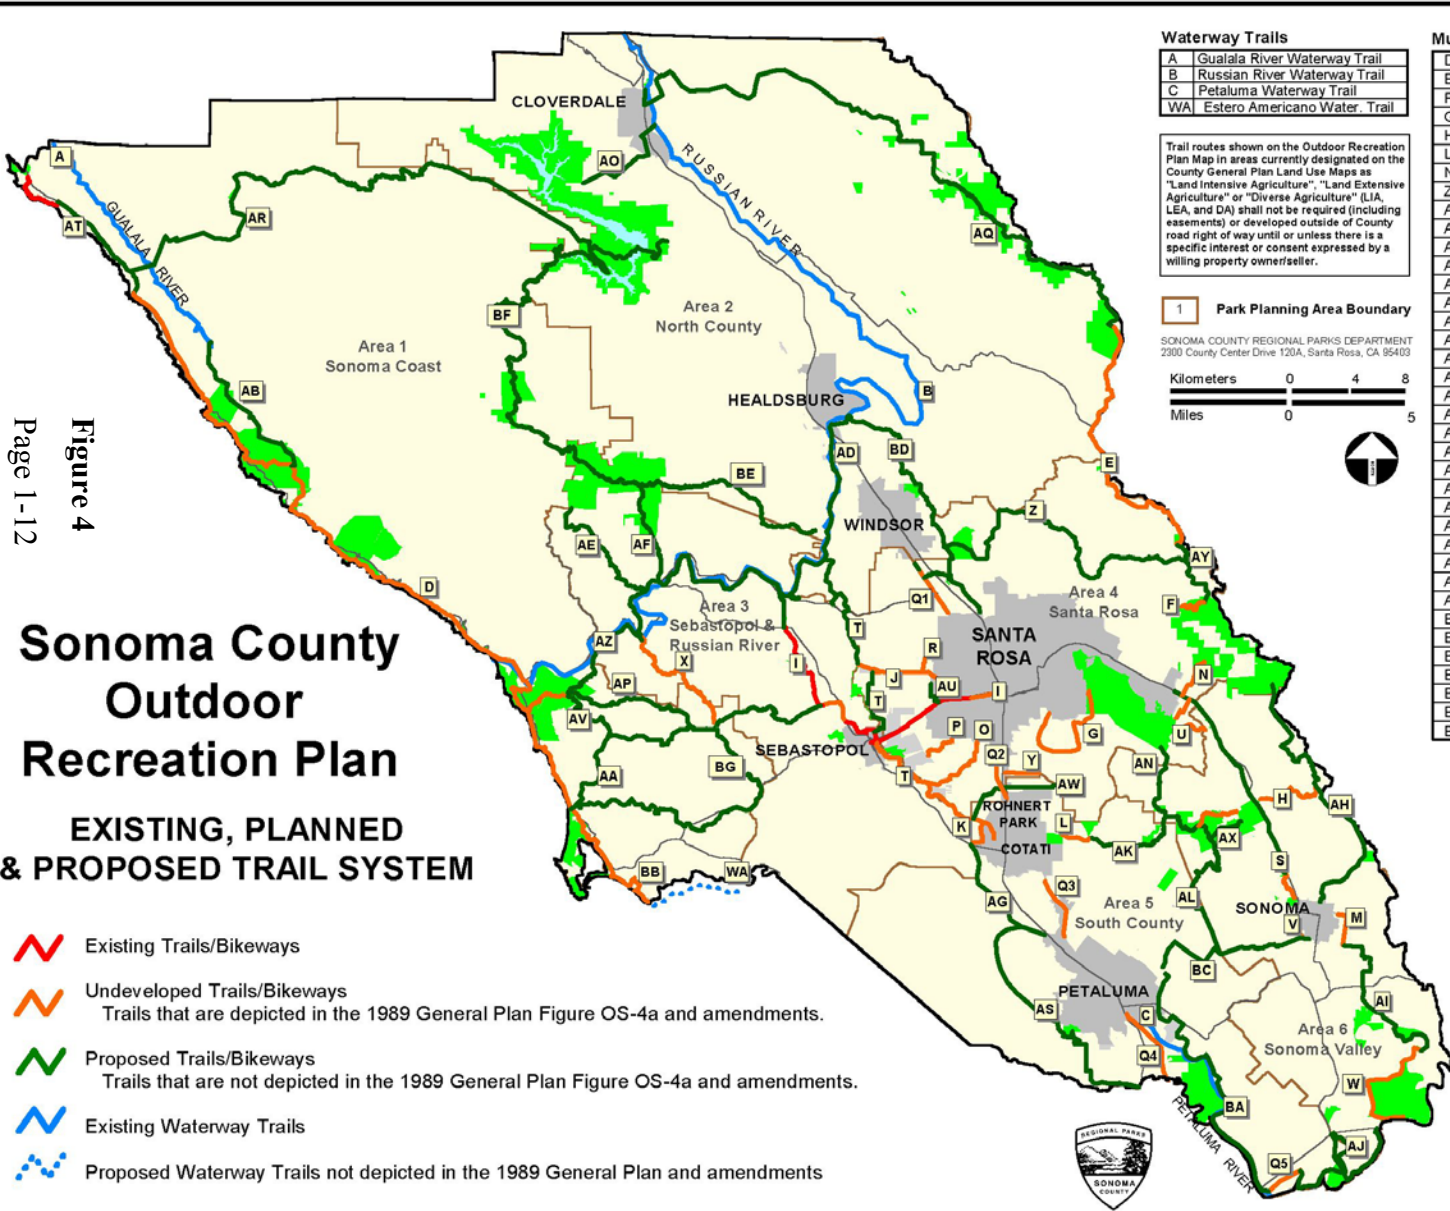 Waterway Trails
A Gualala River Waterway Trail
B Russian River Waterway Trail
C Petaluma Waterway Trail
WA Estero Americano Water. Trail
Trail routes shown on the Outdoor Recreation
Plan Map in areas currently designated on the
County General Plan Land Use Maps as
"Land Intensive Agriculture", "Land Extensive
Agriculture" or "Diverse Agriculture" (LIA,
LEA, and DA) shall not be required (including
easements) or developed outside of County
road right of way until or unless there is a
specific interest or consent expressed by a
willing property owner/seller.
1 Park Planning Area Boundary
SONOMA COUNTY REGIONAL PARKS DEPARTMENT
2300 County Center Drive 120A, Santa Rosa, CA 95403
Kilometers 0 4 8
Miles 0 5
CLOVERDALE
AO
RUSSIAN RIVER
A
GUALALA RIVER
AT
AR
AQ
BF
Area 2
North County
Area 1
Sonoma Coast
AB
HEALDSBURG
B
AD
BD
BE
E
Z
WINDSOR
AE
AF
AY
D
Q1
Area 4
Santa Rosa
F
Area 3
Sebastopol &
Russian River
AZ
X
T
I
R
SANTA
ROSA
AP
J
AU
I
N
T
AV
P
O
G
U
SEBASTOPOL
Q2
Y
AN
BG
AA
T
AW
ROHNERT
PARK
H
AH
K
L
COTATI
AK
AX
S
BB
WA
Q3
AG
Area 5
South County
AL
SONOMA
V
M
BC
PETALUMA
AS
C
AI
Area 6
Sonoma Valley
Q4
W
BA
PETALUMA RIVER
AJ
Q5
Figure 4
Page 1-12
Sonoma County
Outdoor
Recreation Plan
EXISTING, PLANNED
& PROPOSED TRAIL SYSTEM
Existing Trails/Bikeways
Undeveloped Trails/Bikeways
Trails that are depicted in the 1989 General Plan Figure OS-4a and amendments.
Proposed Trails/Bikeways
Trails that are not depicted in the 1989 General Plan Figure OS-4a and amendments.
Existing Waterway Trails
Proposed Waterway Trails not depicted in the 1989 General Plan and amendments
REGIONAL PARKS
SONOMA
COUNTY